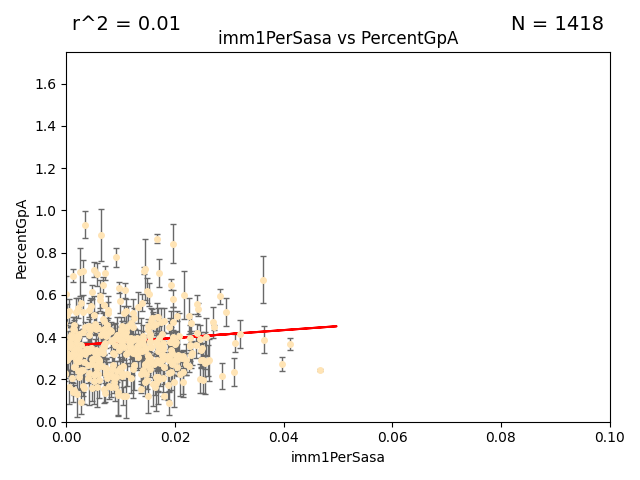 r^2 = 0.01
N = 1418
imm1PerSasa vs PercentGpA
PercentGpA
1.6
1.4
1.2
1.0
0.8
0.6
0.4
0.2
0.0
0.00 0.02 0.04 0.06 0.08 0.10
imm1PerSasa